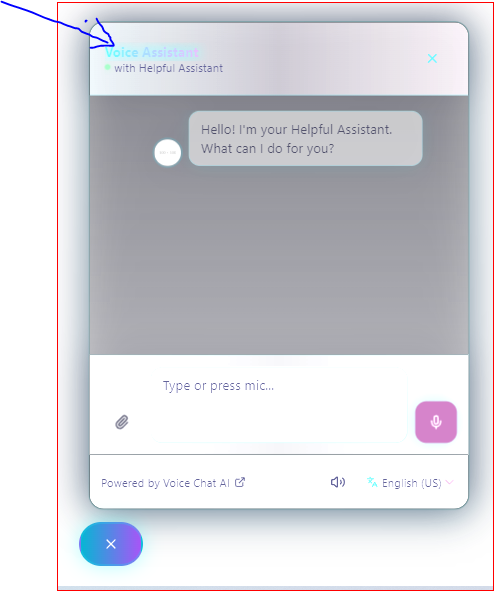 Voice Assistant
with Helpful Assistant
Hello! I'm your Helpful Assistant.
What can I do for you?
Type or press mic...
Powered by Voice Chat AI
English (US)